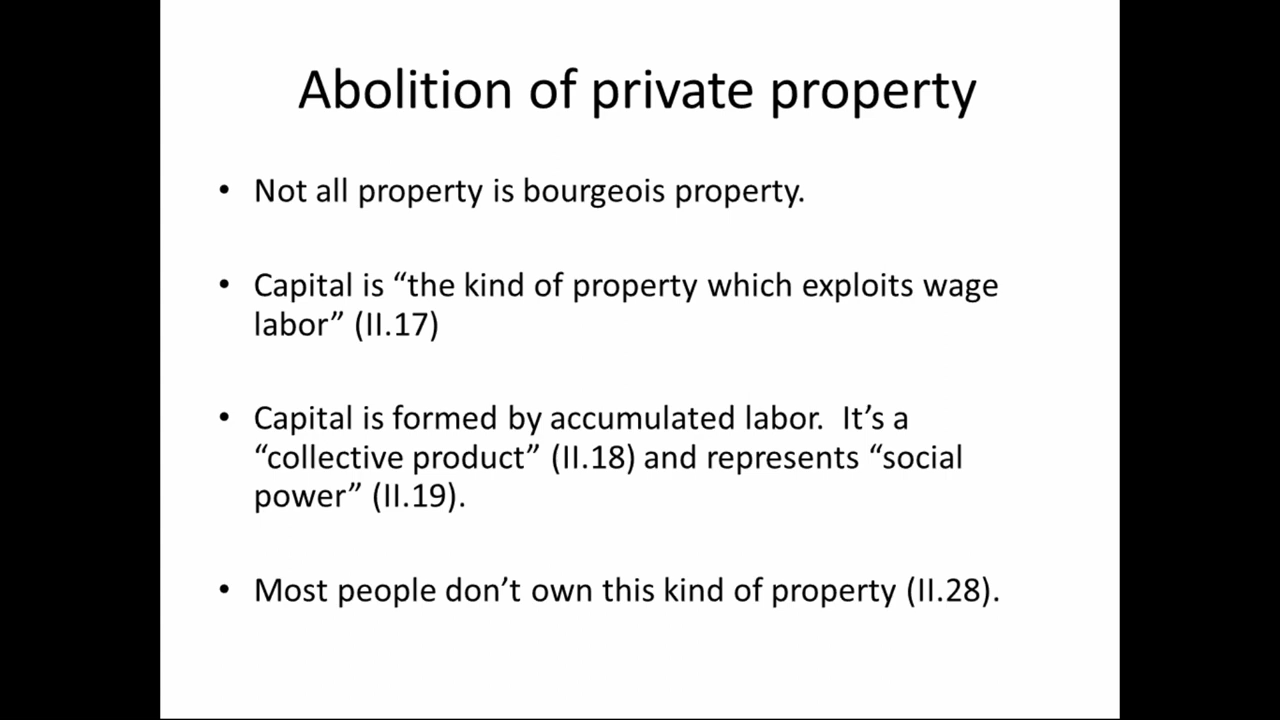 Abolition of private property
• Not all property is bourgeois property.
• Capital is “the kind of property which exploits wage
labor” (II.17)
• Capital is formed by accumulated labor.  It’s a
“collective product” (II.18) and represents “social
power” (II.19).
• Most people don’t own this kind of property (II.28).